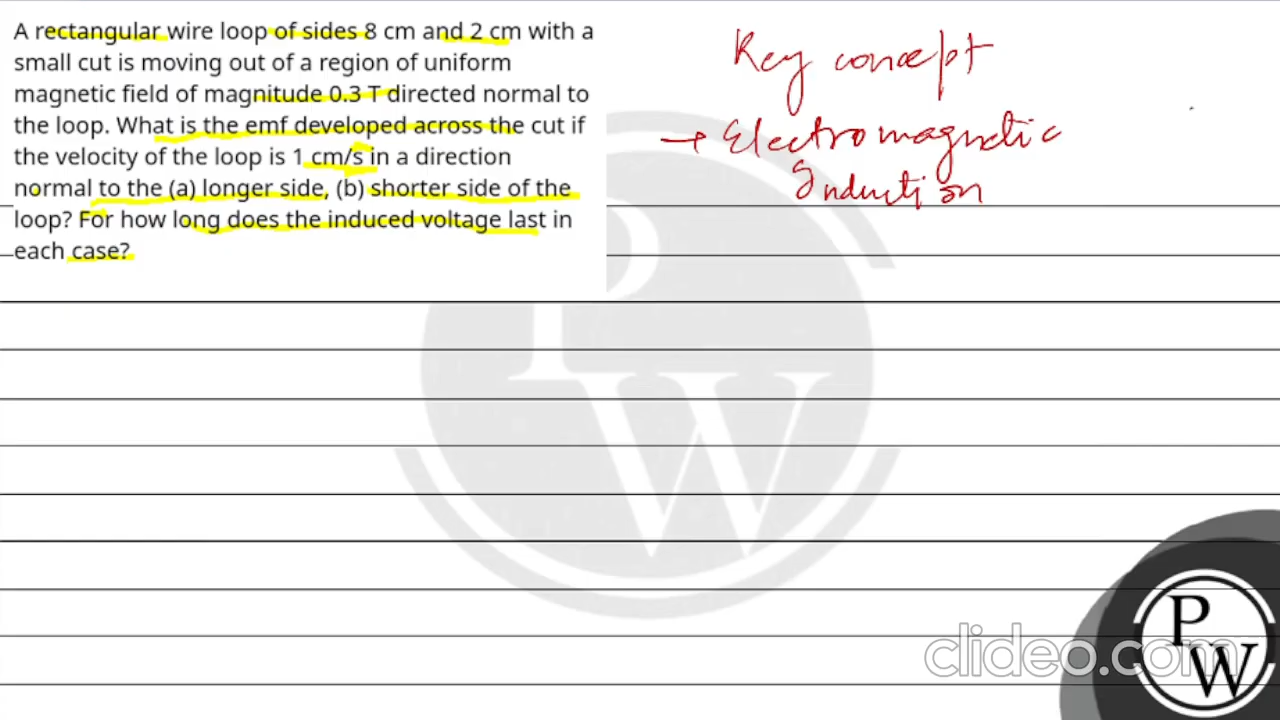 A rectangular wire loop of sides 8 cm and 2 cm with a
small cut is moving out of a region of uniform
magnetic field of magnitude 0.3 T directed normal to
the loop. What is the emf developed across the cut if
the velocity of the loop is 1 cm/s in a direction
normal to the (a) longer side, (b) shorter side of the
loop? For how long does the induced voltage last in
each case?
Key concept
→ Electromagnetic
Induction
P
W
P
W
clideo.com